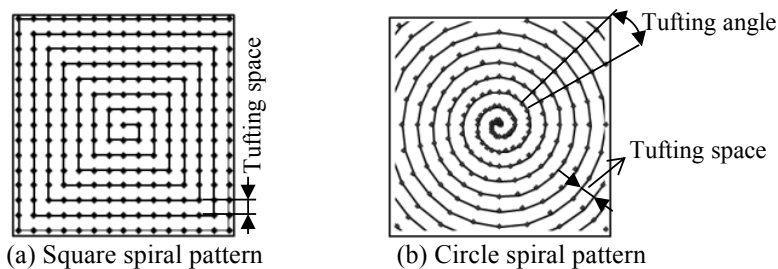 Tufting space
(a) Square spiral pattern
Tufting angle
Tufting space
(b) Circle spiral pattern